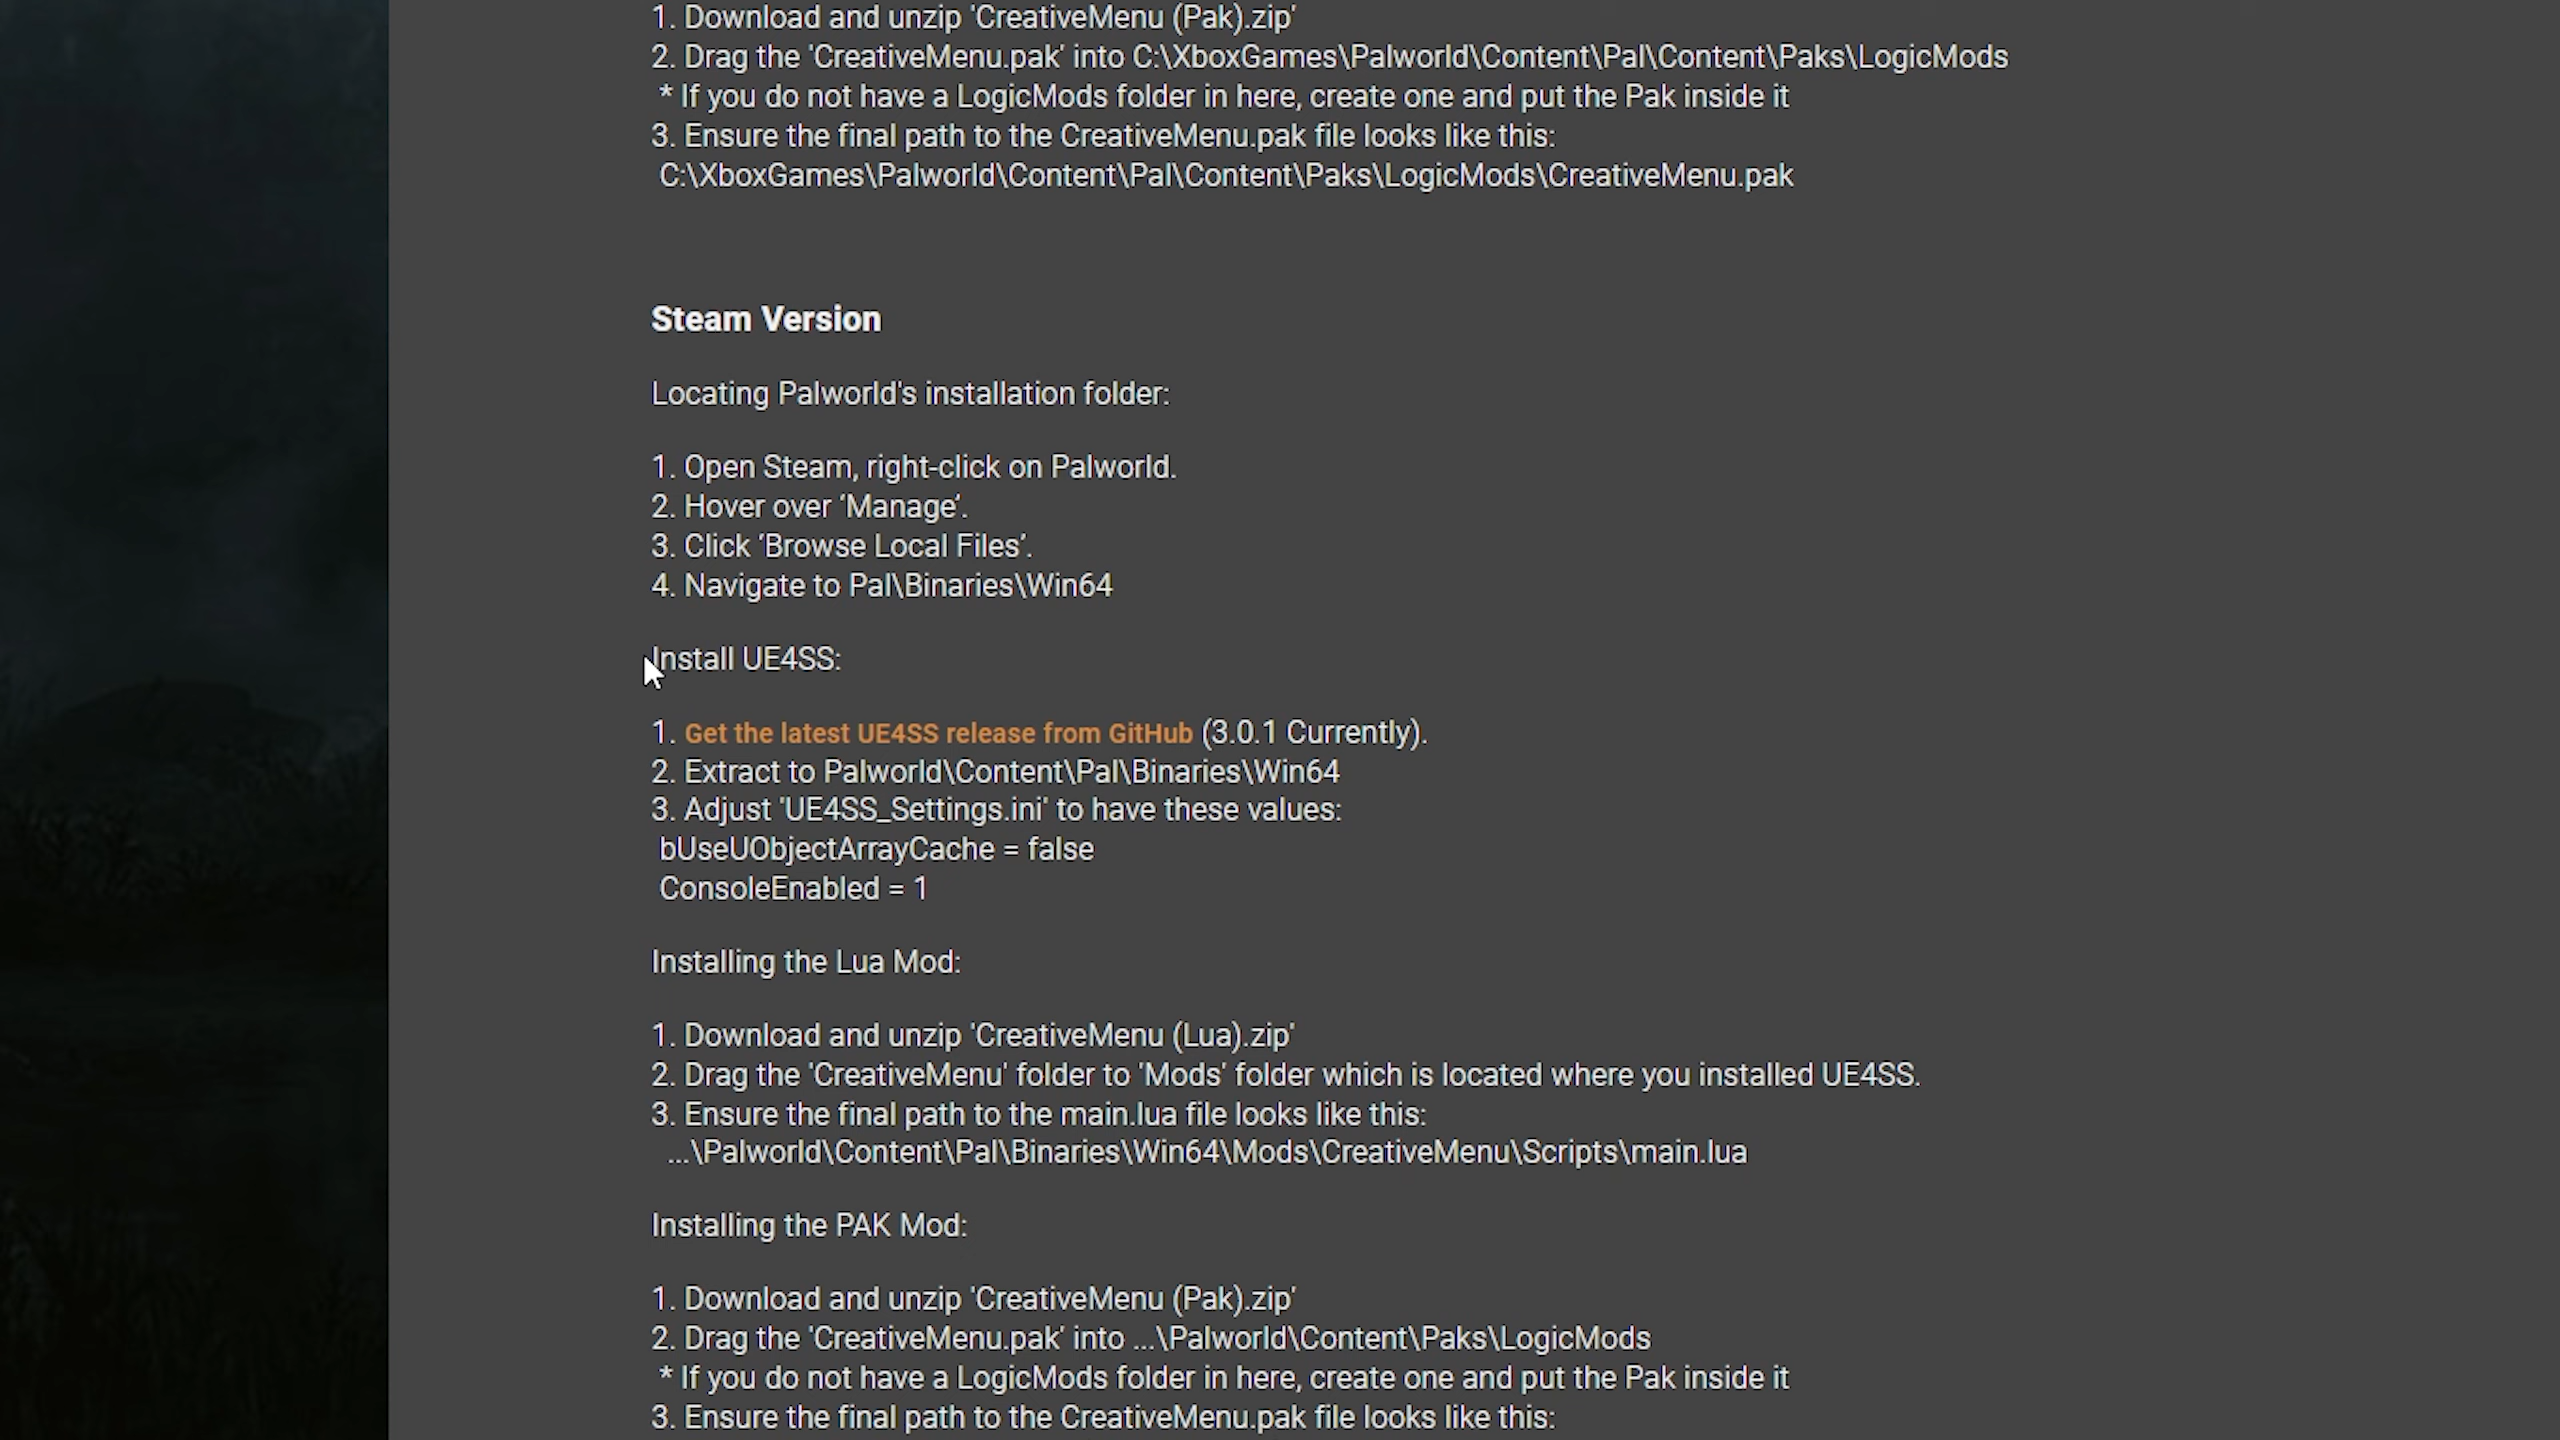 1. Download and unzip 'CreativeMenu (Pak).zip'
2. Drag the 'CreativeMenu.pak' into C:\XboxGames\Palworld\Content\Pal\Content\Paks\LogicMods
* If you do not have a LogicMods folder in here, create one and put the Pak inside it
3. Ensure the final path to the CreativeMenu.pak file looks like this:
C:\XboxGames\Palworld\Content\Pal\Content\Paks\LogicMods\CreativeMenu.pak
Steam Version
Locating Palworld's installation folder:
1. Open Steam, right-click on Palworld.
2. Hover over ‘Manage’.
3. Click ‘Browse Local Files’.
4. Navigate to Pal\Binaries\Win64
Install UE4SS:
1. Get the latest UE4SS release from GitHub (3.0.1 Currently).
2. Extract to Palworld\Content\Pal\Binaries\Win64
3. Adjust 'UE4SS_Settings.ini' to have these values:
bUseUObjectArrayCache = false
ConsoleEnabled = 1
Installing the Lua Mod:
1. Download and unzip 'CreativeMenu (Lua).zip'
2. Drag the 'CreativeMenu' folder to 'Mods' folder which is located where you installed UE4SS.
3. Ensure the final path to the main.lua file looks like this:
...\Palworld\Content\Pal\Binaries\Win64\Mods\CreativeMenu\Scripts\main.lua
Installing the PAK Mod:
1. Download and unzip 'CreativeMenu (Pak).zip'
2. Drag the 'CreativeMenu.pak' into ...\Palworld\Content\Paks\LogicMods
* If you do not have a LogicMods folder in here, create one and put the Pak inside it
3. Ensure the final path to the CreativeMenu.pak file looks like this: